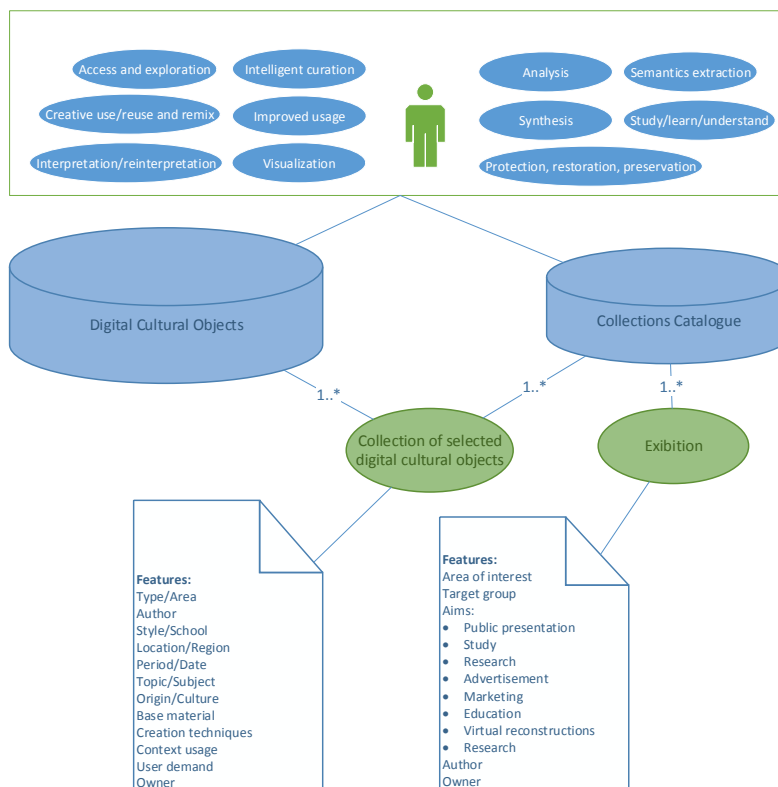 Access and exploration
Intelligent curation
Analysis
Semantics extraction
Creative use/reuse and remix
Improved usage
Synthesis
Study/learn/understand
Interpretation/reinterpretation
Visualization
Protection, restoration, preservation
Digital Cultural Objects
Collections Catalogue
1..*
1..*
1..*
Collection of selected
digital cultural objects
Exibition
Features:
Type/Area
Author
Style/School
Location/Region
Period/Date
Topic/Subject
Origin/Culture
Base material
Creation techniques
Context usage
User demand
Owner
Features:
Area of interest
Target group
Aims:
• Public presentation
• Study
• Research
• Advertisement
• Marketing
• Education
• Virtual reconstructions
• Research
Author
Owner